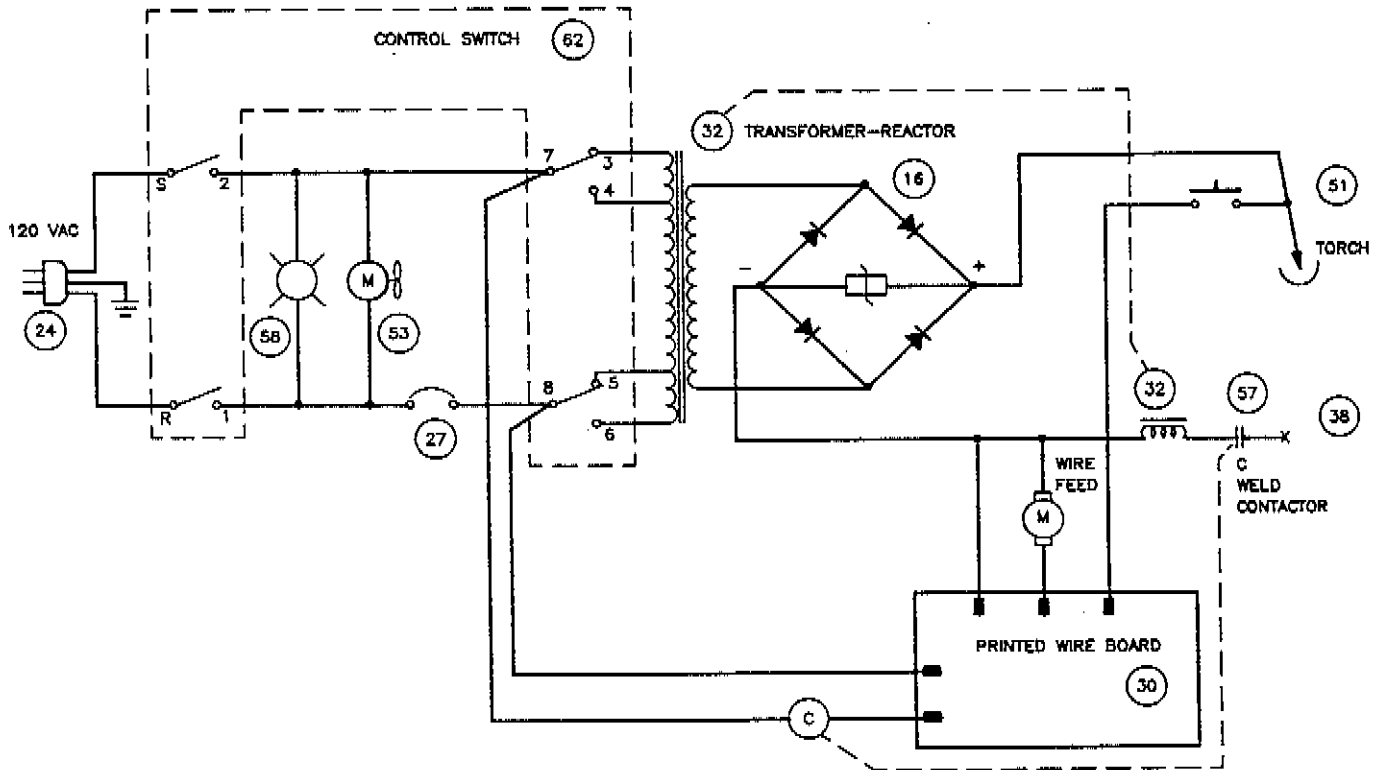 CONTROL SWITCH 62
32 TRANSFORMER-REACTOR
7
3
4
16
51
S
2
120 VAC
M
-
+
TORCH
24
58
53
5
8
6
R
1
27
32
57
38
WIRE
FEED
C
WELD
CONTACTOR
M
PRINTED WIRE BOARD
30
C